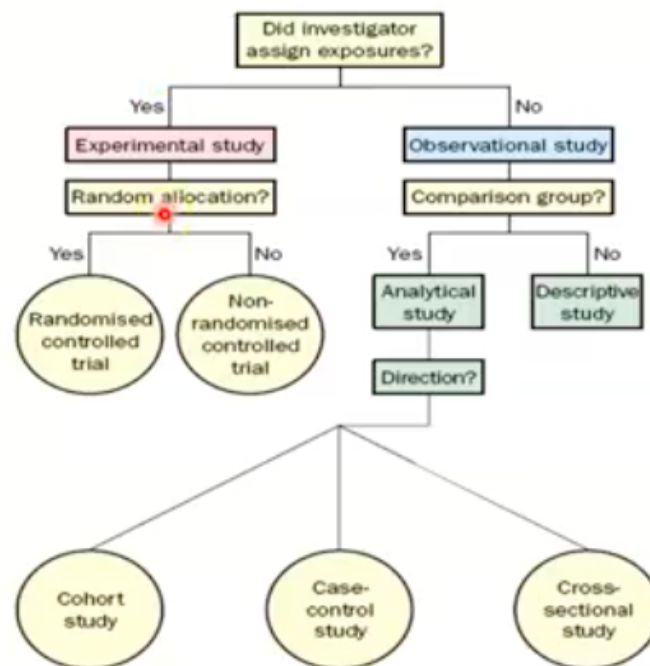 Did investigator
assign exposures?
Yes
No
Experimental study
Observational study
Random allocation?
Comparison group?
Yes
No
Yes
No
Randomised
controlled
trial
Non-
randomised
controlled
trial
Analytical
study
Descriptive
study
Direction?
Cohort
study
Case-
control
study
Cross-
sectional
study